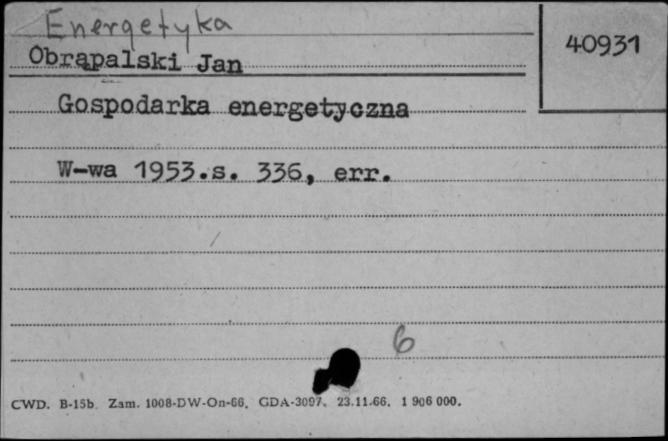 Energetyka
40931
Obrąpalski Jan
Gospodarka energetyczna
W-wa 1953.s. 336, err.
6
CWD. B-15b. Zam. 1008-DW-On-66. GDA-3097. 23.11.66. 1 906 000.